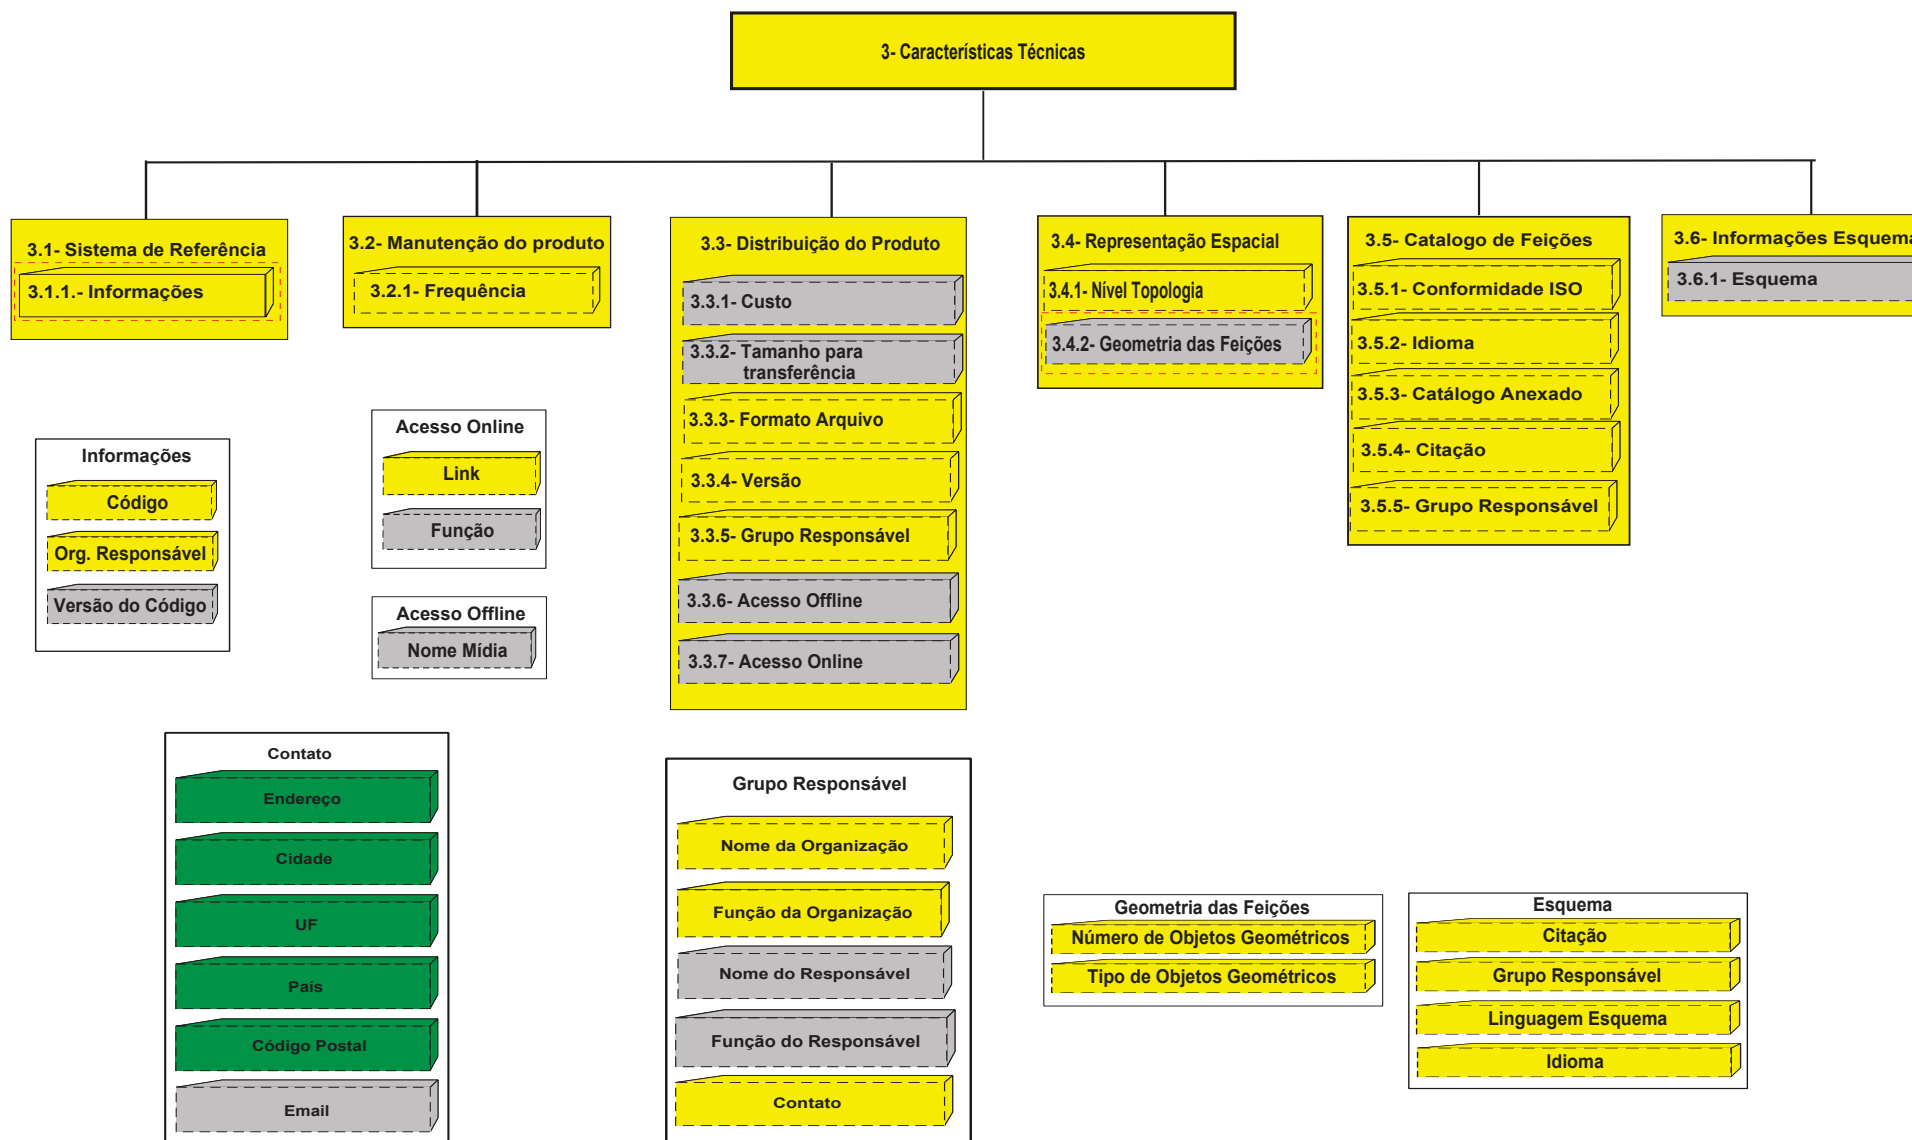 3- Características Técnicas
3.1- Sistema de Referência
3.1.1.- Informações
3.2- Manutenção do produto
3.2.1- Frequência
3.3- Distribuição do Produto
3.3.1- Custo
3.3.2- Tamanho para
transferência
3.3.3- Formato Arquivo
3.3.4- Versão
3.3.5- Grupo Responsável
3.3.6- Acesso Offline
3.3.7- Acesso Online
3.4- Representação Espacial
3.4.1- Nível Topologia
3.4.2- Geometria das Feições
3.5- Catalogo de Feições
3.5.1- Conformidade ISO
3.5.2- Idioma
3.5.3- Catálogo Anexado
3.5.4- Citação
3.5.5- Grupo Responsável
3.6- Informações Esquema
3.6.1- Esquema
Informações
Código
Org. Responsável
Versão do Código
Acesso Online
Link
Função
Acesso Offline
Nome Mídia
Contato
Endereço
Cidade
UF
País
Código Postal
Email
Grupo Responsável
Nome da Organização
Função da Organização
Nome do Responsável
Função do Responsável
Contato
Geometria das Feições
Número de Objetos Geométricos
Tipo de Objetos Geométricos
Esquema
Citação
Grupo Responsável
Linguagem Esquema
Idioma